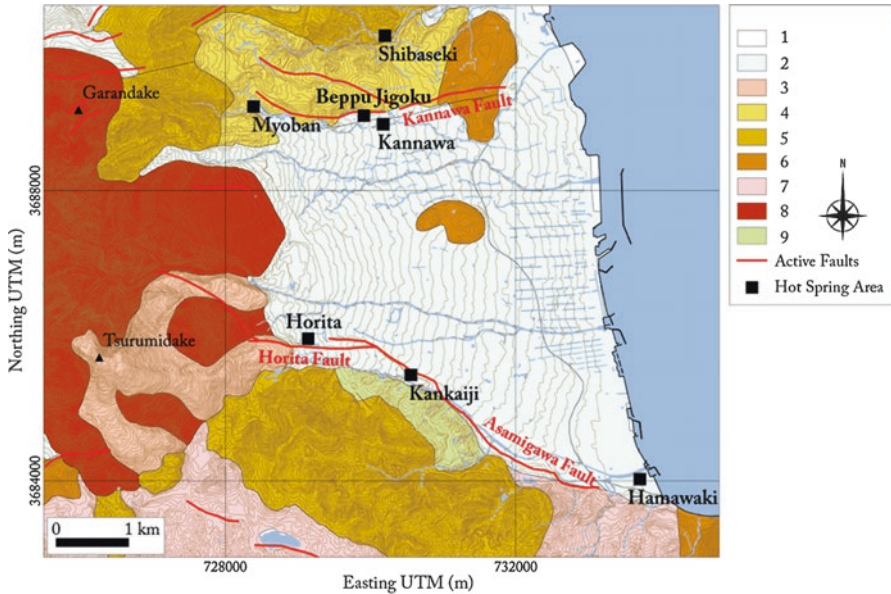 Shibaseki
Garandake
Beppu Jigoku
Kannawa Fault
Myoban
Kannawa
3688000
Northing UTM (m)
Horita
Tsurumidake
Horita Fault
Kankaiji
Asamigawa Fault
3684000
Hamawaki
0 1 km
728000
732000
Easting UTM (m)
1
2
3
4
5
6
7
8
9
N
Active Faults
Hot Spring Area